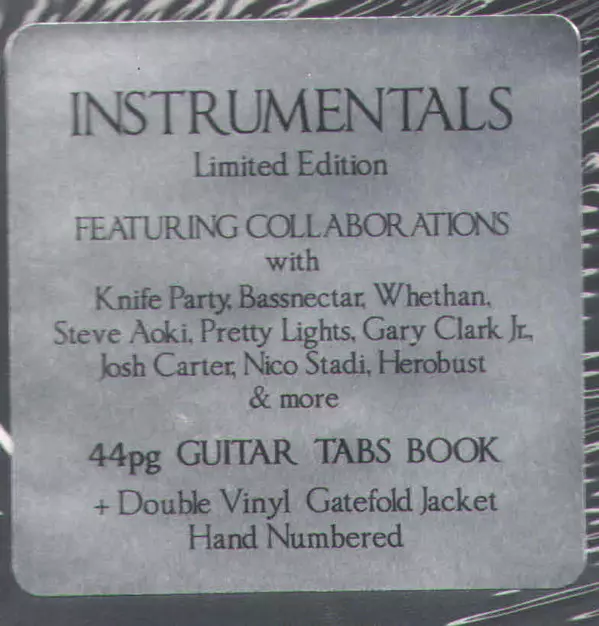 INSTRUMENTALS
Limited Edition
FEATURING COLLABORATIONS
with
Knife Party, Bassnectar, Whethan,
Steve Aoki, Pretty Lights, Gary Clark Jr.,
Josh Carter, Nico Stadi, Herobust
& more
44pg GUITAR TABS BOOK
+ Double Vinyl Gatefold Jacket
Hand Numbered